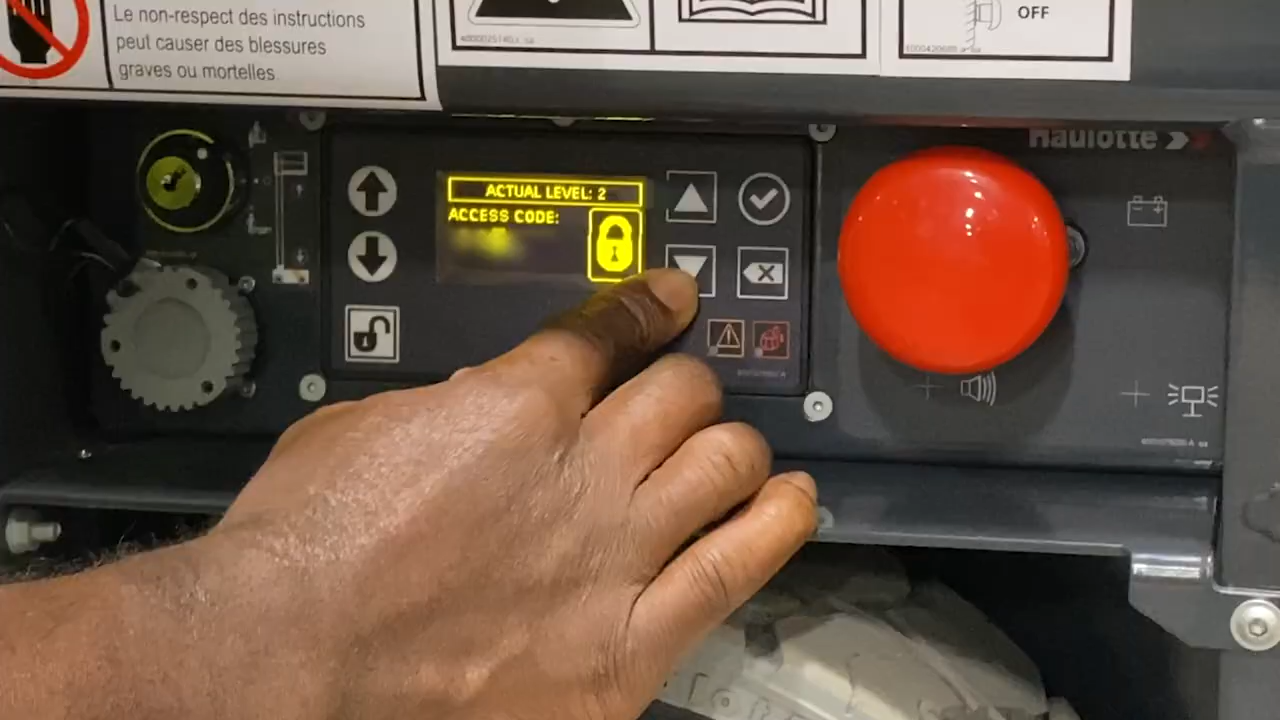 Le non-respect des instructions
peut causer des blessures
graves ou mortelles
OFF
Haulotte
ACTUAL LEVEL: 2
ACCESS CODE: